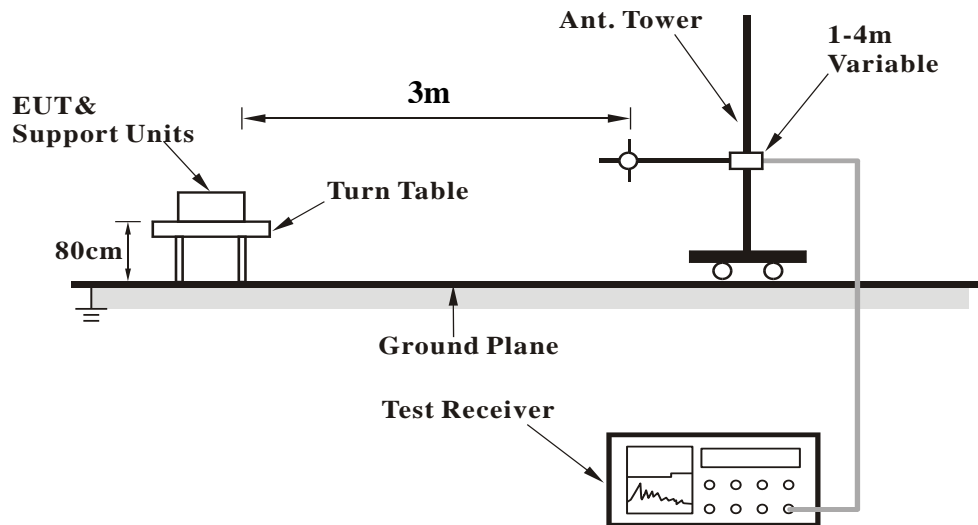 Ant. Tower
1-4m
Variable
3m
EUT&
Support Units
Turn Table
80cm
Ground Plane
Test Receiver